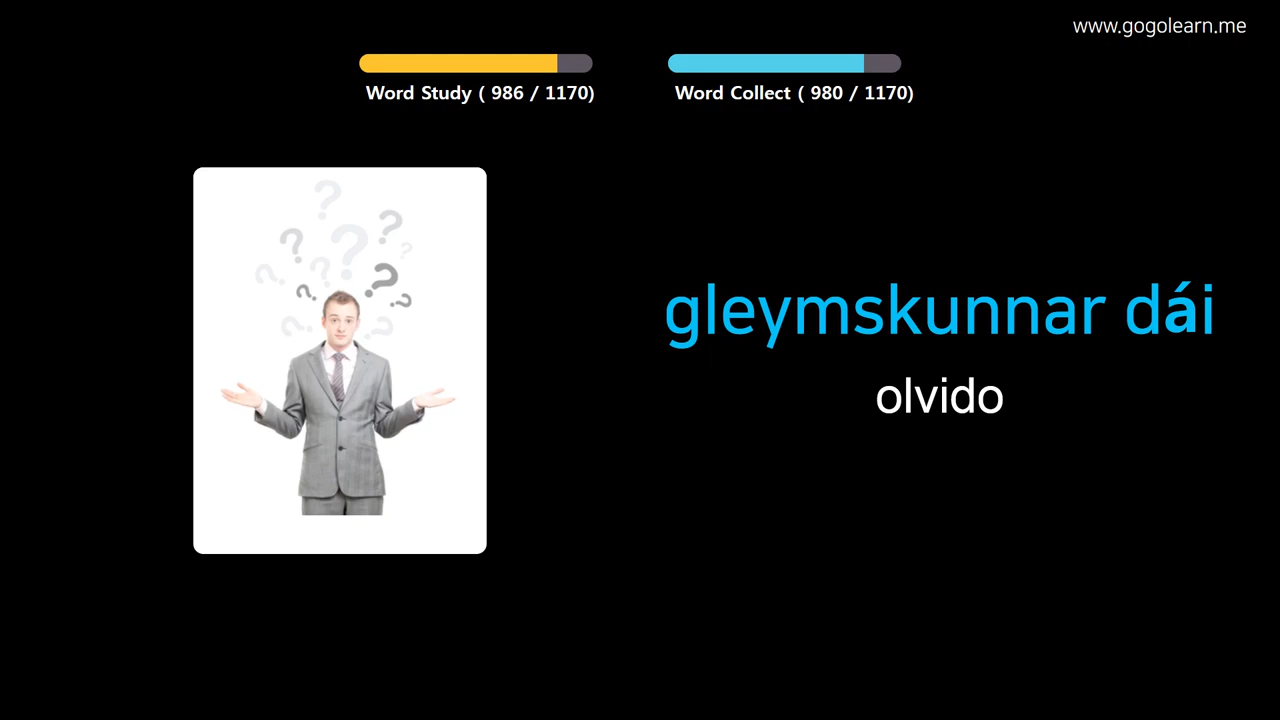 www.gogolearn.me
Word Study ( 986 / 1170)
Word Collect ( 980 / 1170)
gleymskunnar dái
olvido